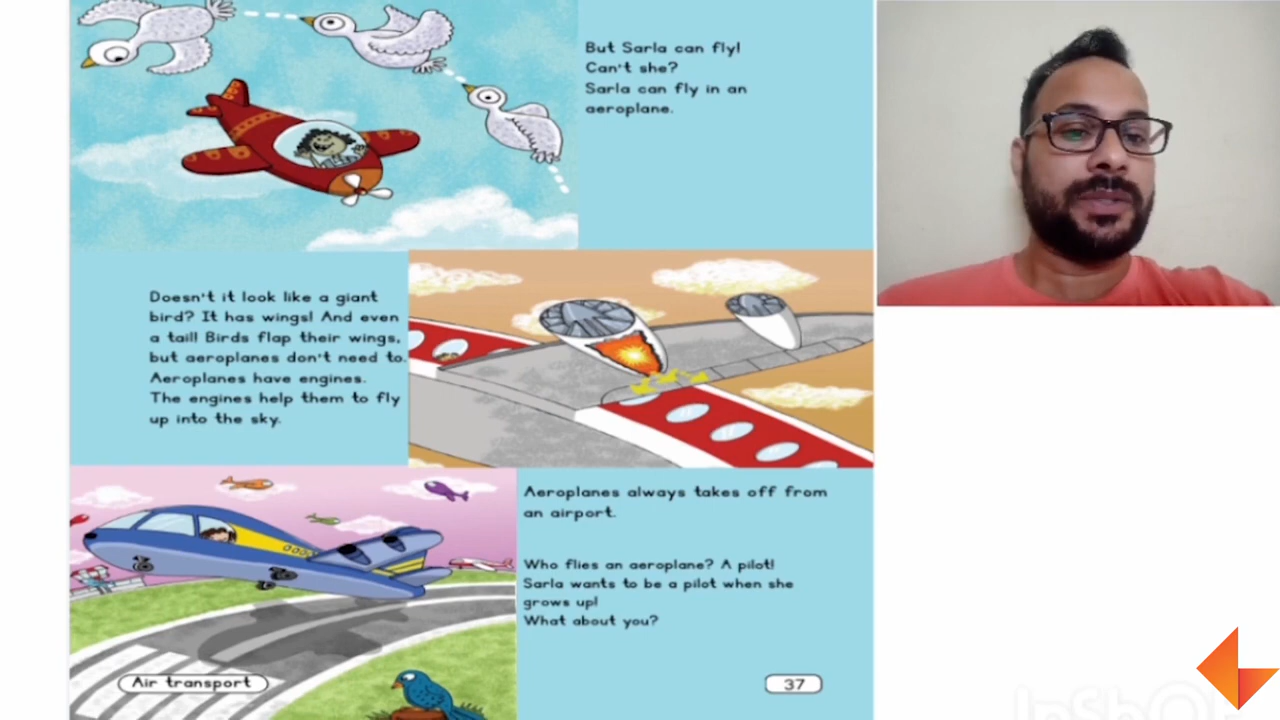 But Sarla can fly!
Can't she?
Sarla can fly in an
aeroplane.
Doesn't it look like a giant
bird? It has wings! And even
a tail! Birds flap their wings,
but aeroplanes don't need to.
Aeroplanes have engines.
The engines help them to fly
up into the sky.
Aeroplanes always takes off from
an airport.
Who flies an aeroplane? A pilot!
Sarla wants to be a pilot when she
grows up!
What about you?
Air transport
37